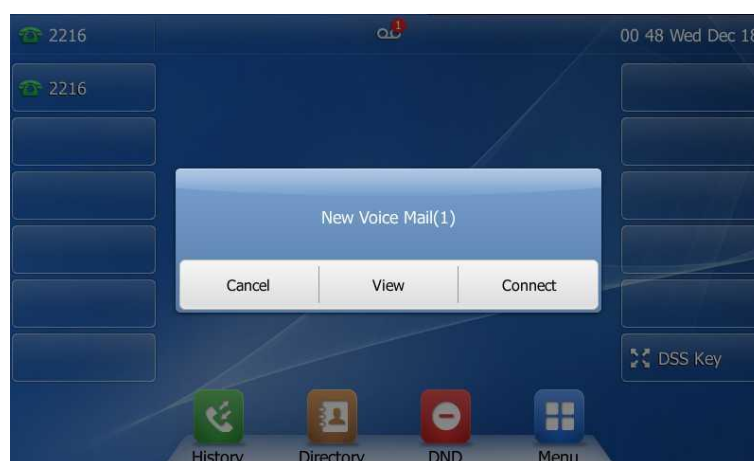 2216
1
00 48 Wed Dec 18
2216
New Voice Mail(1)
Cancel View Connect
DSS Key
History Directory DND Menu